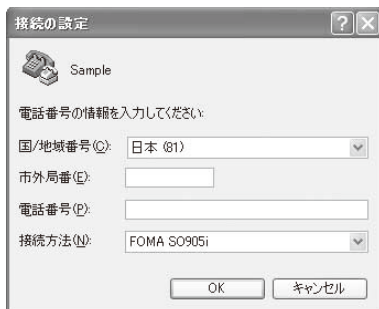 接続の設定
Sample
電話番号の情報を入力してください:
国/地域番号(C): 日本 (81)
市外局番(E):
電話番号(P):
接続方法(N): FOMA SO905i
OK キャンセル